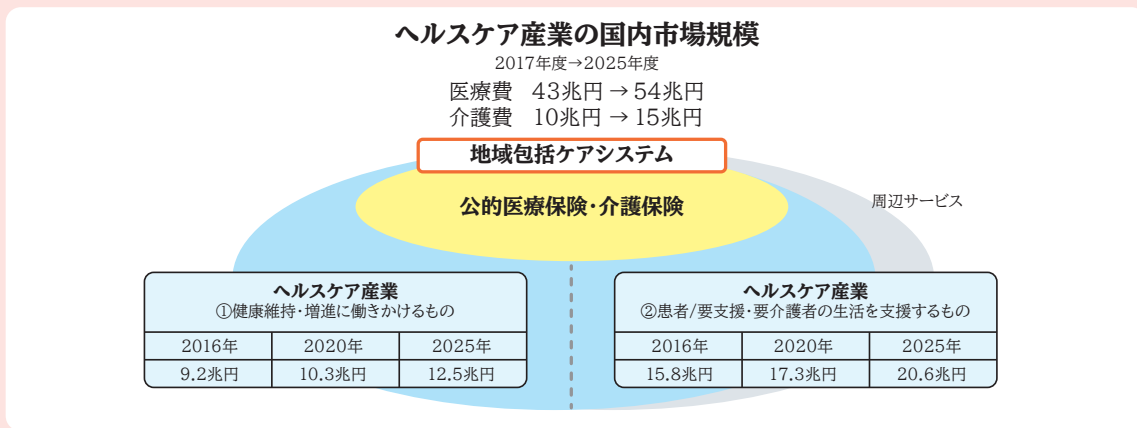 ヘルスケア産業の国内市場規模
2017年度→2025年度
医療費 43兆円→54兆円
介護費 10兆円→15兆円
地域包括ケアシステム
公的医療保険・介護保険
周辺サービス
ヘルスケア産業
①健康維持・増進に働きかけるもの
2016年 2020年 2025年
9.2兆円 10.3兆円 12.5兆円
ヘルスケア産業
②患者/要支援・要介護者の生活を支援するもの
2016年 2020年 2025年
15.8兆円 17.3兆円 20.6兆円